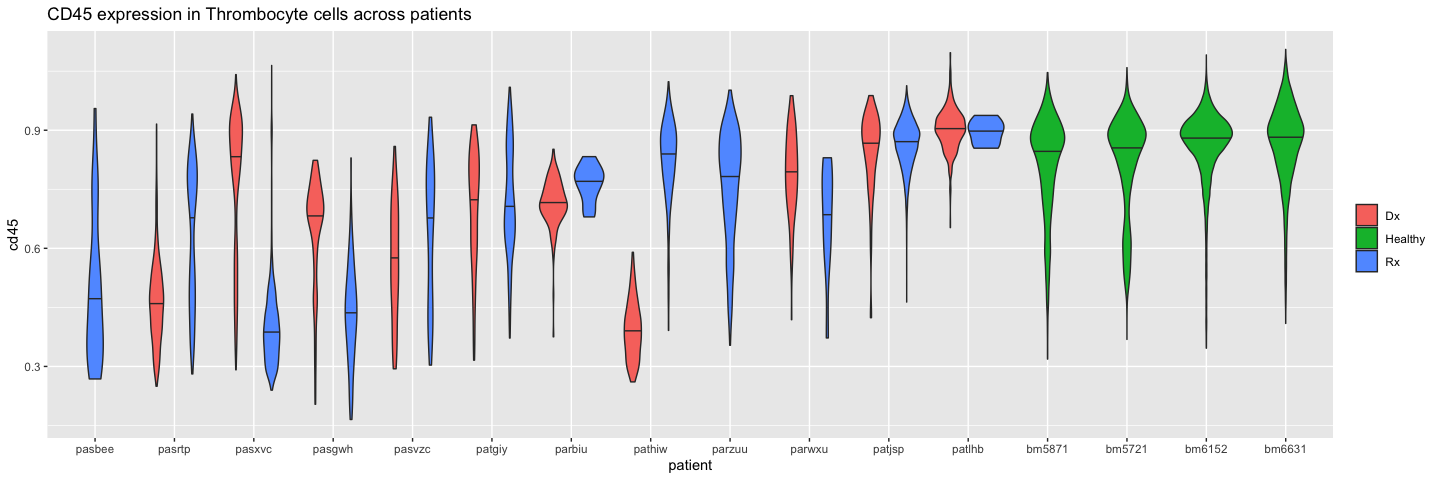 CD45 expression in Thrombocyte cells across patients
cd45
0.9
0.6
0.3
pasbee pasrtp pasxvc pasgwh pasvzc patgiy parbiu pathiw parzuu parwxu patjsp patlhb bm5871 bm5721 bm6152 bm6631
patient
Dx
Healthy
Rx